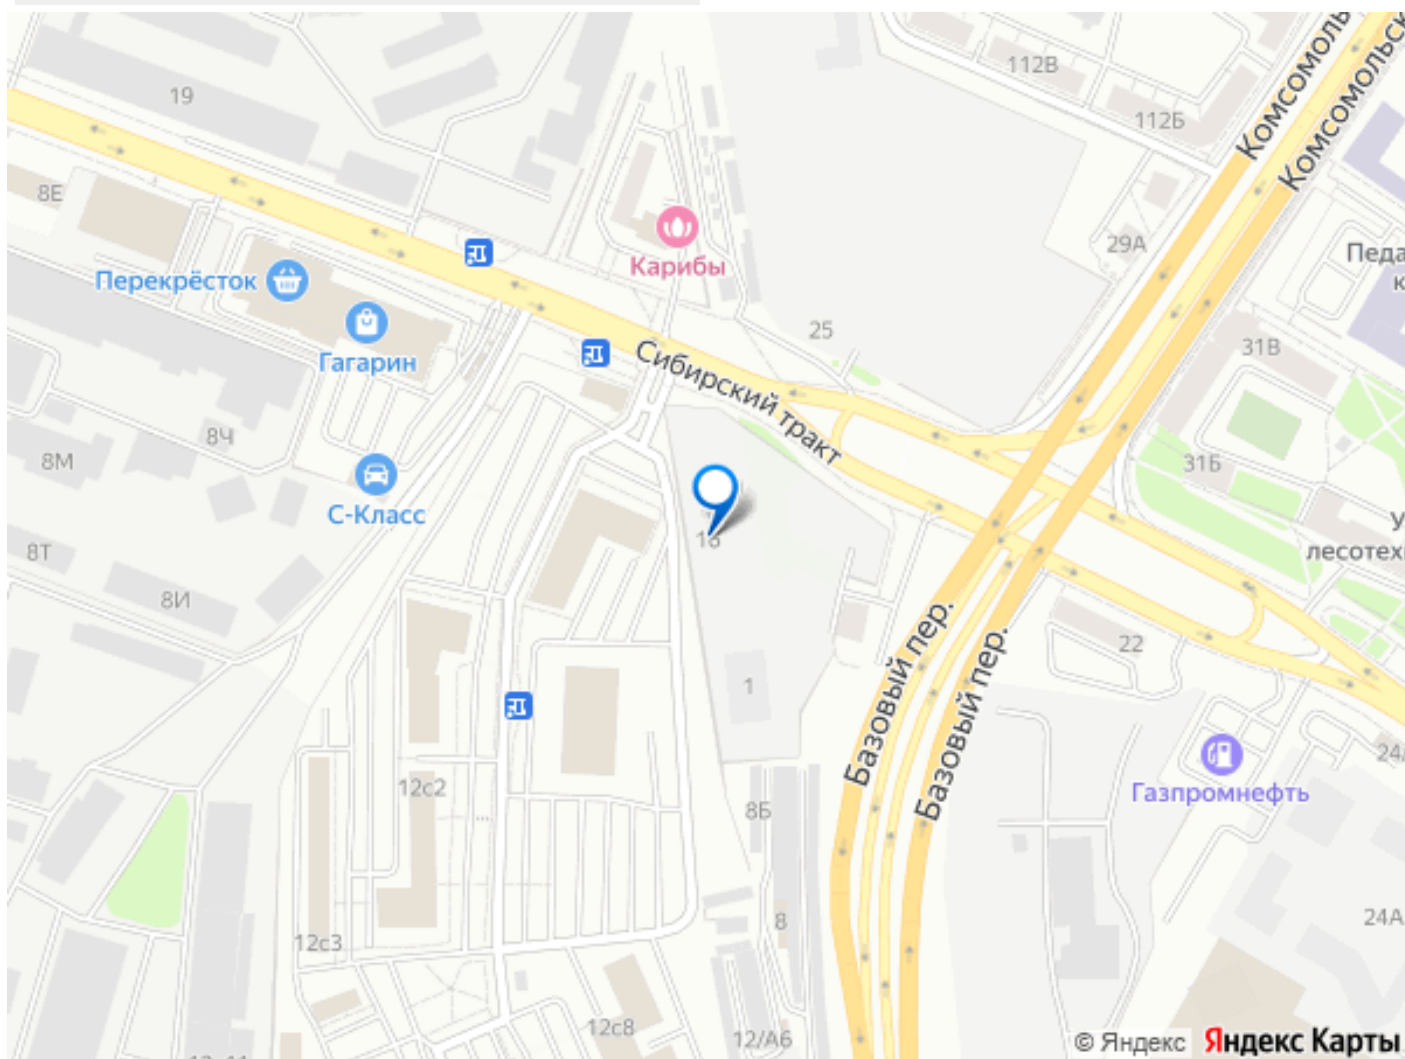 Комсомоль
Комсомольск
112В
19
112Б
8Е
29А
Педа
к
Карибы
Перекрёсток
25
31В
Гагарин
Сибирский тракт
8Ч
8М
31Б
С-Класс
У
лесотех
8Т
8И
Базовый пер.
22
Базовый пер.
1
24
12с2
Газпромнефть
8Б
24А
8
12с3
12с8
12/А6
© Яндекс
Яндекс Карты